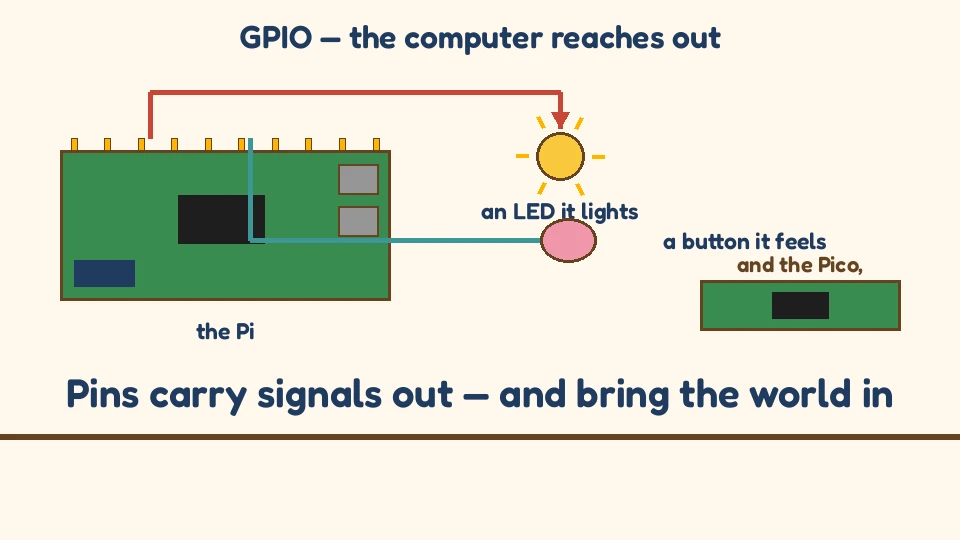 GPIO — the computer reaches out
an LED it lights
a button it feels
and the Pico,
the Pi
Pins carry signals out — and bring the world in